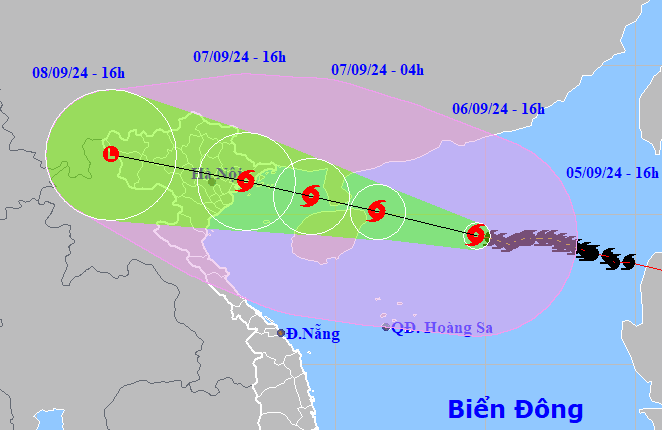 07/09/24 - 16h
07/09/24 - 04h
08/09/24 - 16h
06/09/24 - 16h
05/09/24 - 16h
L
Hà Nội
QĐ. Hoàng Sa
Đ.Nẵng
Biển Đông